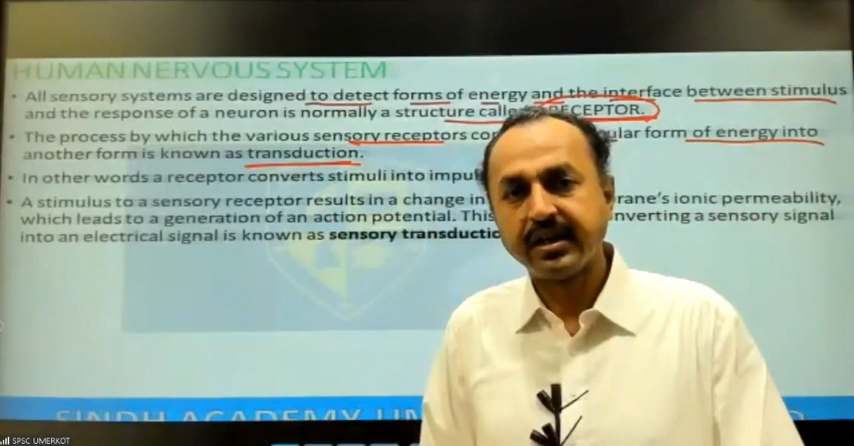 HUMAN NERVOUS SYSTEM
• All sensory systems are designed to detect forms of energy and the interface between stimulus
and the response of a neuron is normally a structure called RECEPTOR.
• The process by which the various sensory receptors form of energy into
another form is known as transduction.
• In other words a receptor converts stimuli into
• A stimulus to a sensory receptor results in a change in ionic permeability,
which leads to a generation of an action potential. This converting a sensory signal
into an electrical signal is known as sensory
SINDH ACADEMY
SPSC UMERKOT